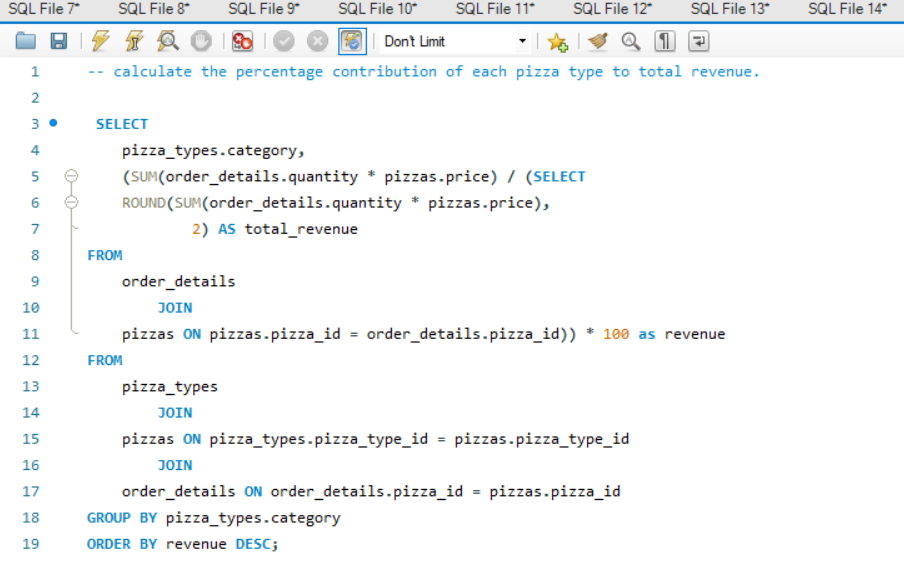 SQL File 7* SQL File 8* SQL File 9* SQL File 10* SQL File 11* SQL File 12* SQL File 13* SQL File 14*
Don't Limit
1 -- calculate the percentage contribution of each pizza type to total revenue.
2
3 SELECT
4 pizza_types.category,
5 (SUM(order_details.quantity * pizzas.price) / (SELECT
6 ROUND(SUM(order_details.quantity * pizzas.price),
7 2) AS total_revenue
8 FROM
9 order_details
10 JOIN
11 pizzas ON pizzas.pizza_id = order_details.pizza_id)) * 100 as revenue
12 FROM
13 pizza_types
14 JOIN
15 pizzas ON pizza_types.pizza_type_id = pizzas.pizza_type_id
16 JOIN
17 order_details ON order_details.pizza_id = pizzas.pizza_id
18 GROUP BY pizza_types.category
19 ORDER BY revenue DESC;